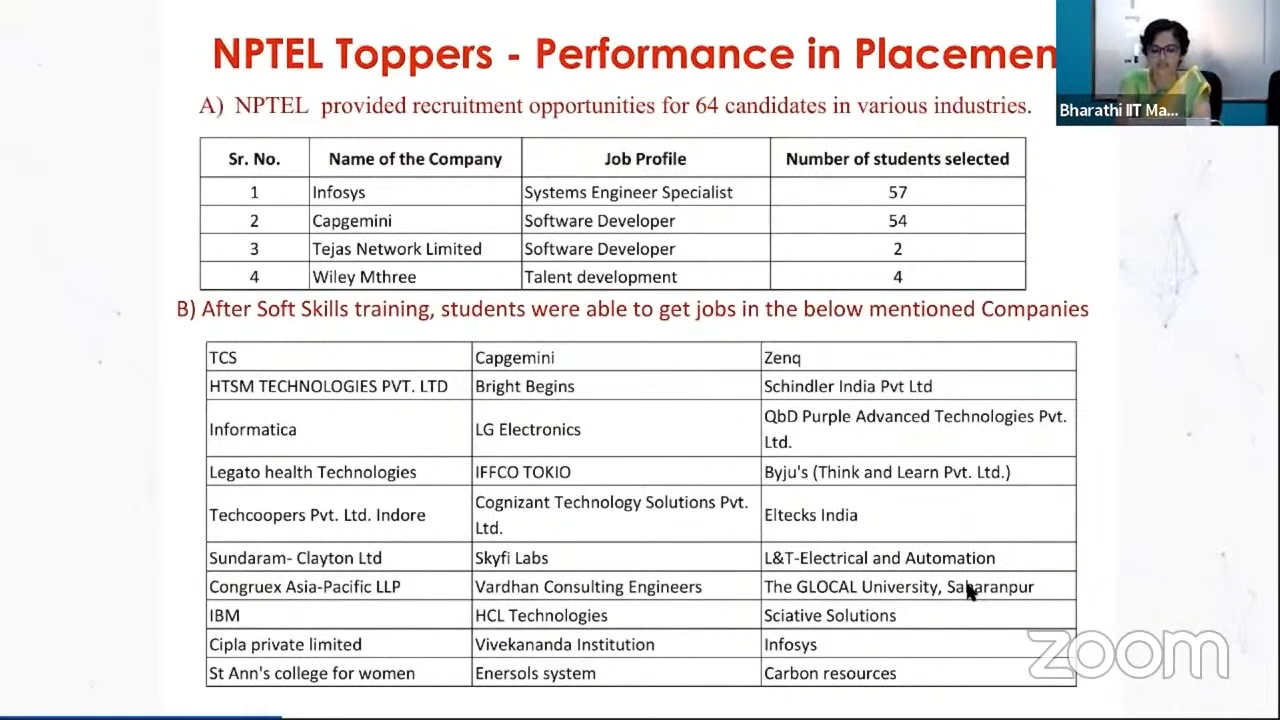 NPTEL Toppers - Performance in Placemen
A) NPTEL provided recruitment opportunities for 64 candidates in various industries.
Bharathi IIT Ma...
Sr. No. Name of the Company Job Profile Number of students selected
1 Infosys Systems Engineer Specialist 57
2 Capgemini Software Developer 54
3 Tejas Network Limited Software Developer 2
4 Wiley Mthree Talent development 4
B) After Soft Skills training, students were able to get jobs in the below mentioned Companies
TCS Capgemini Zenq
HTSM TECHNOLOGIES PVT. LTD Bright Begins Schindler India Pvt Ltd
Informatica LG Electronics QbD Purple Advanced Technologies Pvt.
Ltd.
Legato health Technologies IFFCO TOKIO Byju's (Think and Learn Pvt. Ltd.)
Techcoopers Pvt. Ltd. Indore Cognizant Technology Solutions Pvt.
Ltd. Eltecks India
Sundaram- Clayton Ltd Skyfi Labs L&T-Electrical and Automation
Congruex Asia-Pacific LLP Vardhan Consulting Engineers The GLOCAL University, Saharanpur
IBM HCL Technologies Sciative Solutions
Cipla private limited Vivekananda Institution Infosys
St Ann's college for women Enersols system Carbon resources
zoom